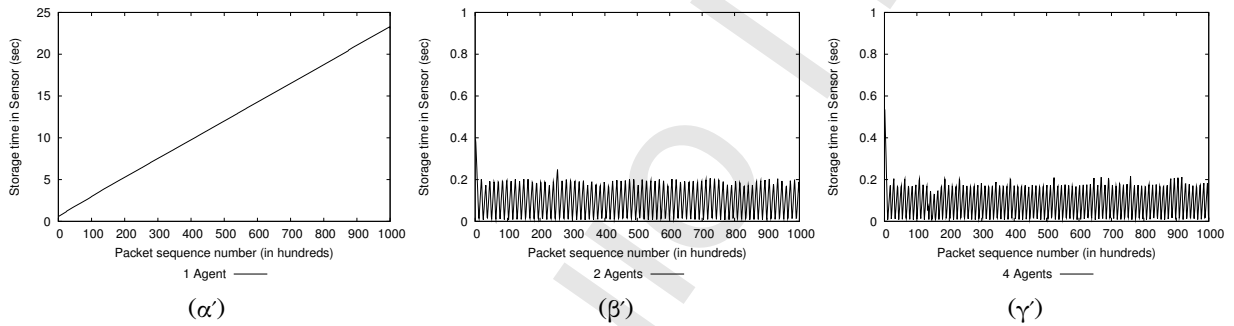 Storage time in Sensor (sec)
25
20
15
10
5
0
0 100 200 300 400 500 600 700 800 900 1000
Packet sequence number (in hundreds)
1 Agent
(α′)
Storage time in Sensor (sec)
1
0.8
0.6
0.4
0.2
0
0 100 200 300 400 500 600 700 800 900 1000
Packet sequence number (in hundreds)
2 Agents
(β′)
Storage time in Sensor (sec)
1
0.8
0.6
0.4
0.2
0
0 100 200 300 400 500 600 700 800 900 1000
Packet sequence number (in hundreds)
4 Agents
(γ′)